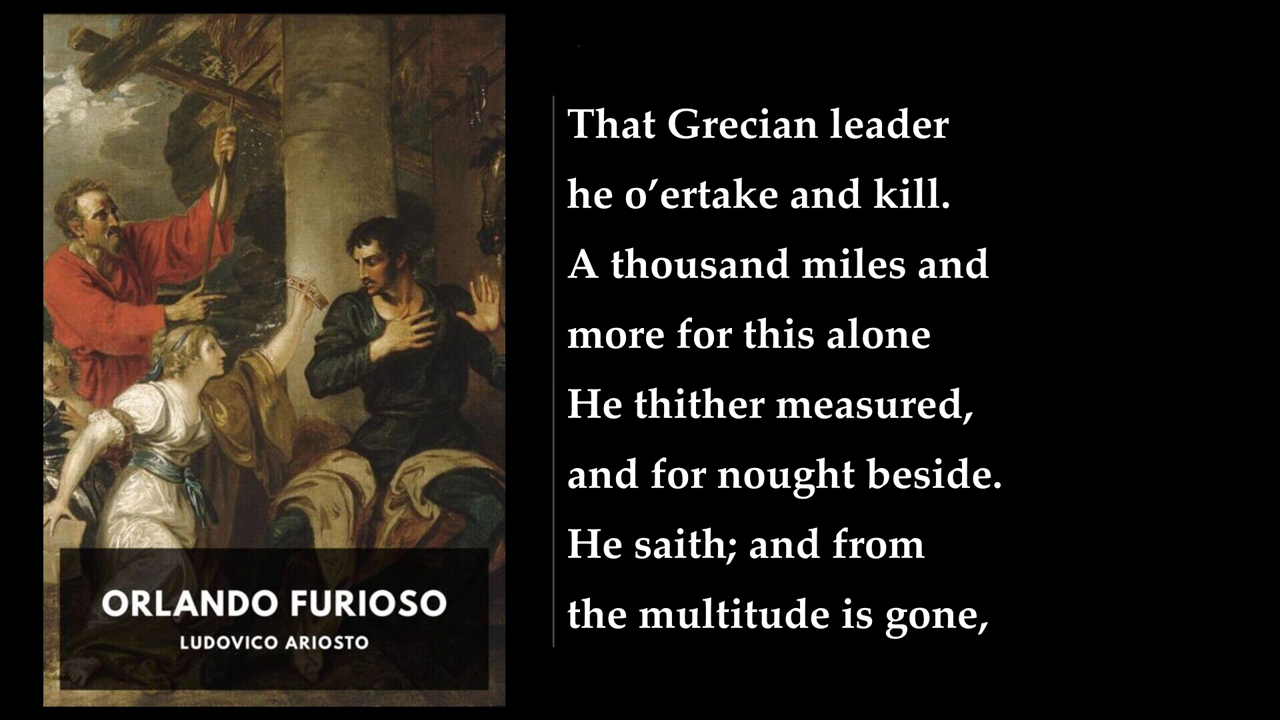 ORLANDO FURIOSO
LUDOVICO ARIOSTO
That Grecian leader
he o’ertake and kill.
A thousand miles and
more for this alone
He thither measured,
and for nought beside.
He saith; and from
the multitude is gone,